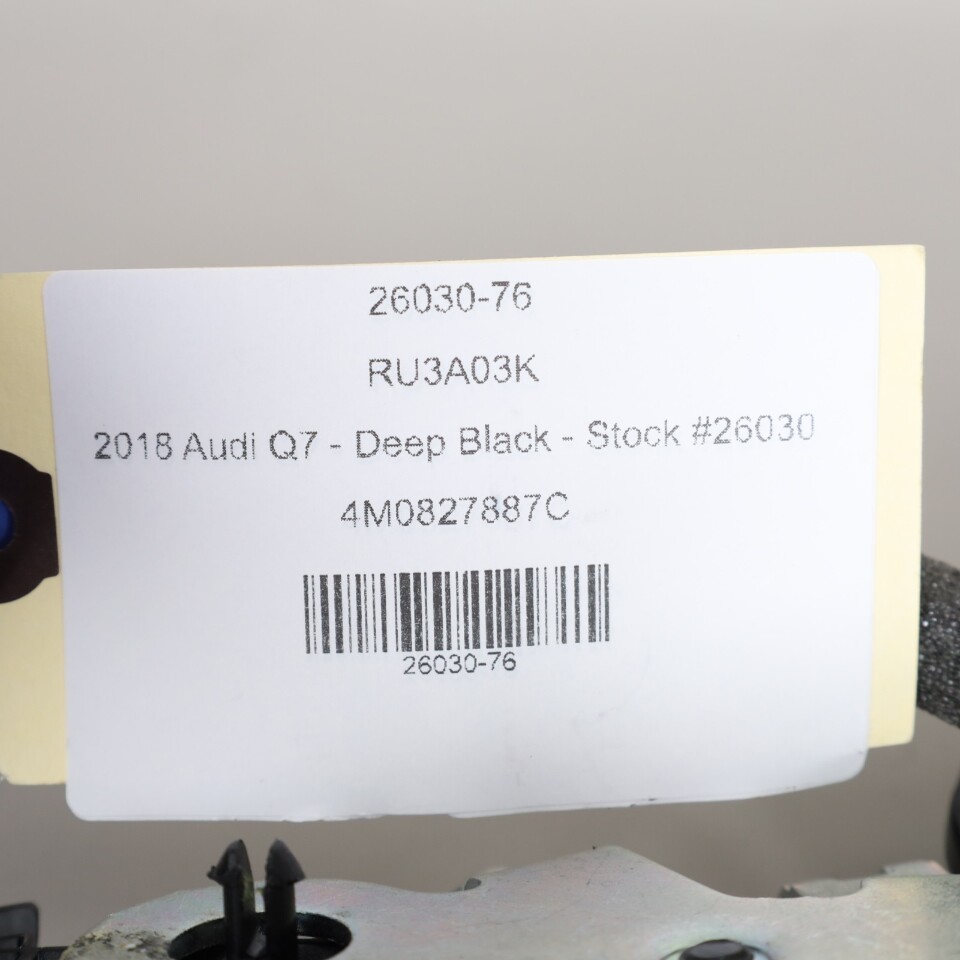 26030-76
RU3A03K
2018 Audi Q7 - Deep Black - Stock #26030
4M0827887C
26030-76